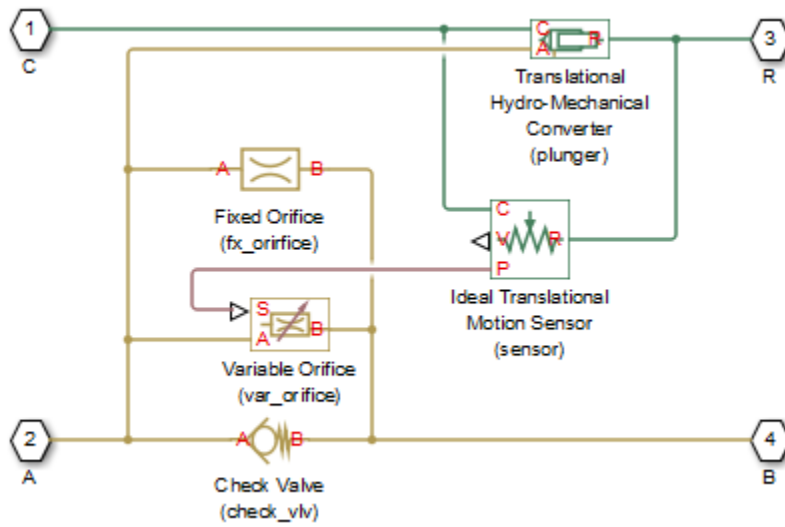 1
C
C
A
R
Translational
Hydro-Mechanical
Converter
(plunger)
3
R
A
B
Fixed Orifice
(fx_orirfice)
C
V
R
P
Ideal Translational
Motion Sensor
(sensor)
S
A
B
Variable Orifice
(var_orifice)
2
A
A
B
Check Valve
(check_vlv)
4
B